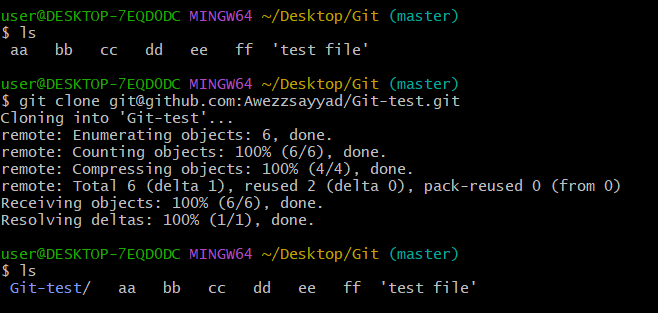 user@DESKTOP-7EQD0DC MINGW64 ~/Desktop/Git (master)
$ ls
 aa   bb   cc   dd   ee   ff  'test file'
user@DESKTOP-7EQD0DC MINGW64 ~/Desktop/Git (master)
$ git clone git@github.com:Awezzsayyad/Git-test.git
Cloning into 'Git-test'...
remote: Enumerating objects: 6, done.
remote: Counting objects: 100% (6/6), done.
remote: Compressing objects: 100% (4/4), done.
remote: Total 6 (delta 1), reused 2 (delta 0), pack-reused 0 (from 0)
Receiving objects: 100% (6/6), done.
Resolving deltas: 100% (1/1), done.
user@DESKTOP-7EQD0DC MINGW64 ~/Desktop/Git (master)
$ ls
 Git-test/   aa   bb   cc   dd   ee   ff  'test file'